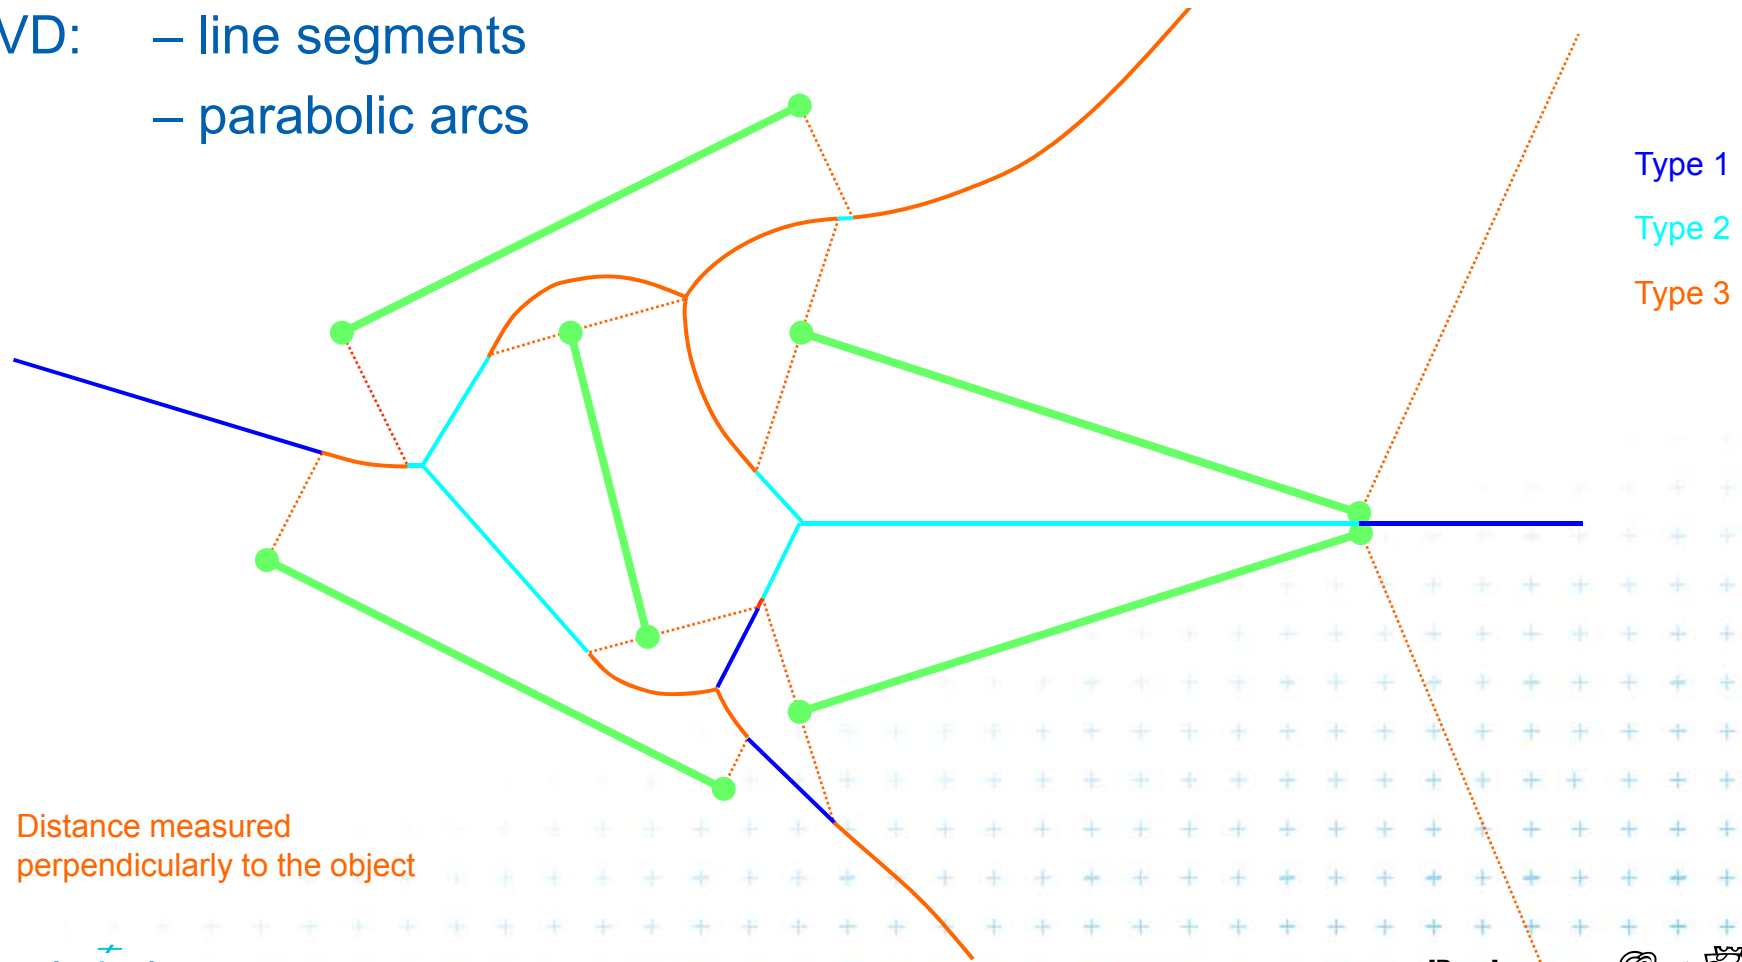 VD: – line segments
– parabolic arcs
Type 1
Type 2
Type 3
Distance measured
perpendicularly to the object